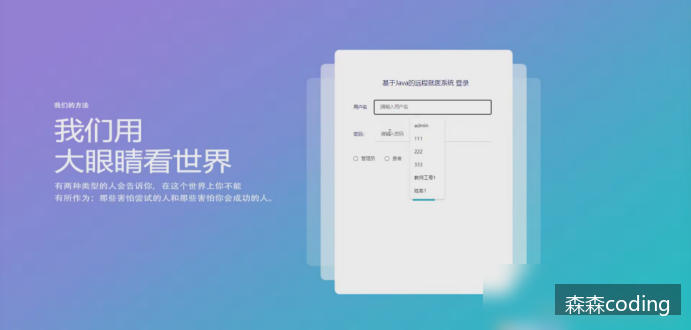 我们的方法
我们用
大眼睛看世界
有两种类型的人会告诉你，在这个世界上你不能
有所作为：那些害怕尝试的人和那些害怕你会成功的人。
基于Java的远程就医系统 登录
用户名
请输入用户名
密码：
请输入密码
admin
111
222
333
教师工号1
姓名1
管理员
患者
森森coding